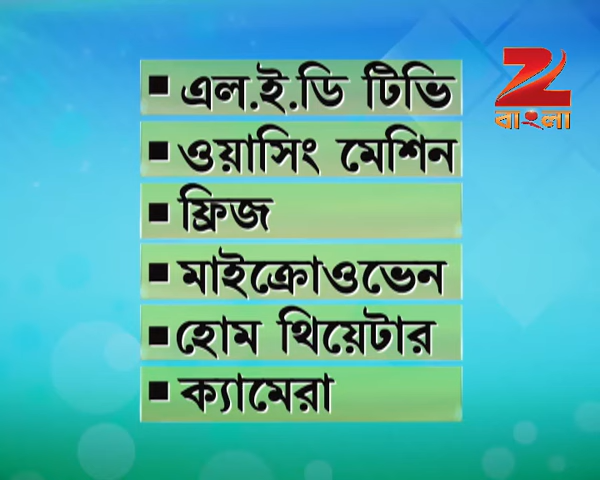 এল.ই.ডি টিভি
ওয়াসিং মেশিন
ফ্রিজ
মাইক্রোওভেন
হোম থিয়েটার
ক্যামেরা
Z
বাংলা